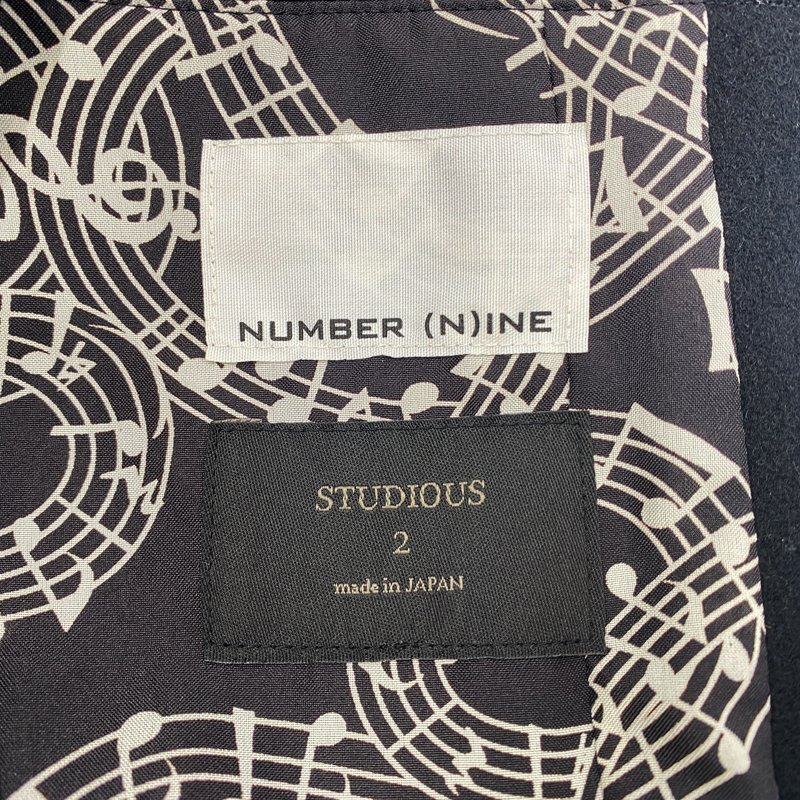 NUMBER (N)INE
STUDIOUS
2
made in JAPAN